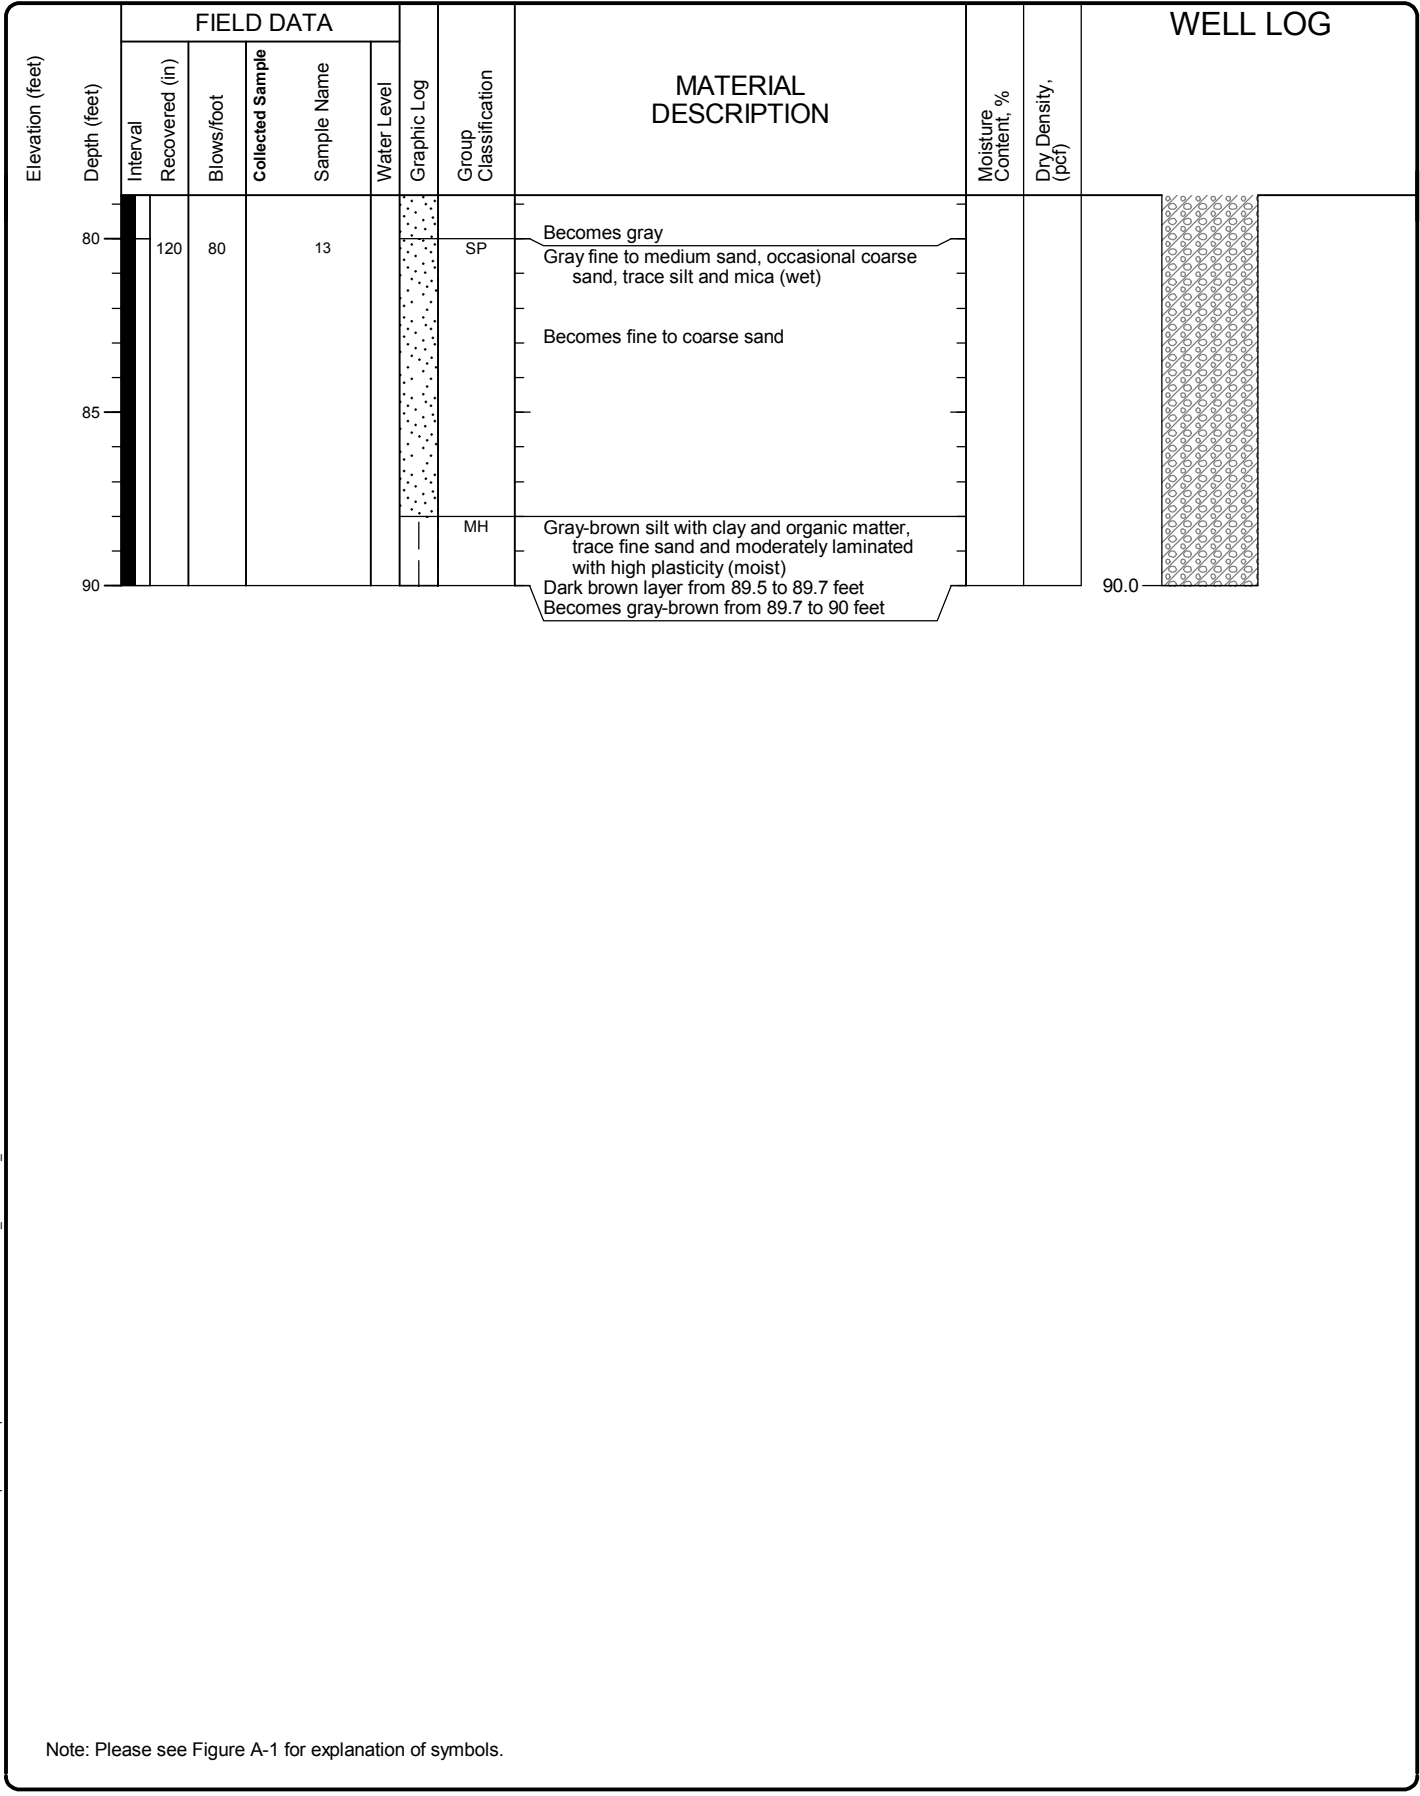 FIELD DATA
WELL LOG
Elevation (feet)
Depth (feet)
Interval
Recovered (in)
Blows/foot
Collected Sample
Sample Name
Water Level
Graphic Log
Group
Classification
MATERIAL
DESCRIPTION
Moisture
Content, %
Dry Density,
(pcf)
Becomes gray
80
120
80
13
SP
Gray fine to medium sand, occasional coarse
sand, trace silt and mica (wet)
Becomes fine to coarse sand
85
MH
Gray-brown silt with clay and organic matter,
trace fine sand and moderately laminated
with high plasticity (moist)
90
Dark brown layer from 89.5 to 89.7 feet
90.0
Becomes gray-brown from 89.7 to 90 feet
Note: Please see Figure A-1 for explanation of symbols.